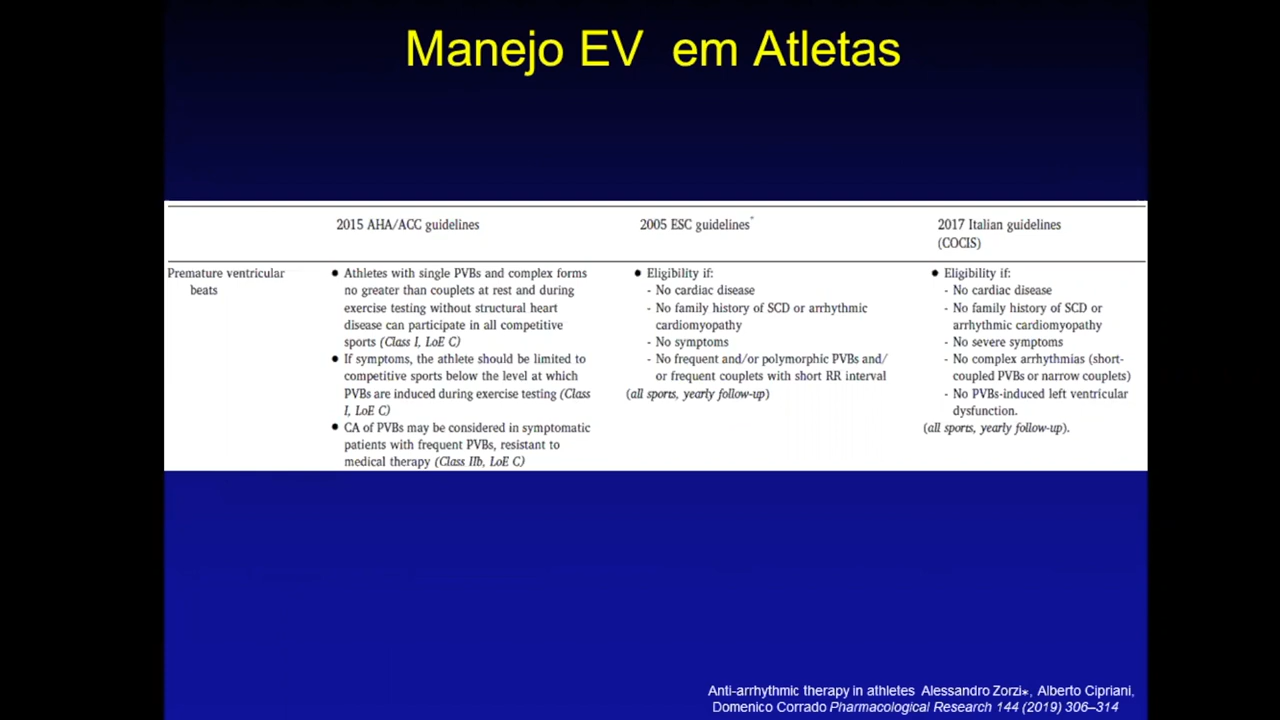 Manejo EV em Atletas
2015 AHA/ACC guidelines
2005 ESC guidelines*
2017 Italian guidelines
(COCIS)
Premature ventricular
beats
● Athletes with single PVBs and complex forms
no greater than couplets at rest and during
exercise testing without structural heart
disease can participate in all competitive
sports (Class I, LoE C)
● If symptoms, the athlete should be limited to
competitive sports below the level at which
PVBs are induced during exercise testing (Class
I, LoE C)
● CA of PVBs may be considered in symptomatic
patients with frequent PVBs, resistant to
medical therapy (Class IIb, LoE C)
● Eligibility if:
- No cardiac disease
- No family history of SCD or arrhythmic
cardiomyopathy
- No symptoms
- No frequent and/or polymorphic PVBs and/
or frequent couplets with short RR interval
(all sports, yearly follow-up)
● Eligibility if:
- No cardiac disease
- No family history of SCD or
arrhythmic cardiomyopathy
- No severe symptoms
- No complex arrhythmias (short-
coupled PVBs or narrow couplets)
- No PVBs-induced left ventricular
dysfunction.
(all sports, yearly follow-up).
Anti-arrhythmic therapy in athletes Alessandro Zorzi⁎, Alberto Cipriani,
Domenico Corrado Pharmacological Research 144 (2019) 306–314